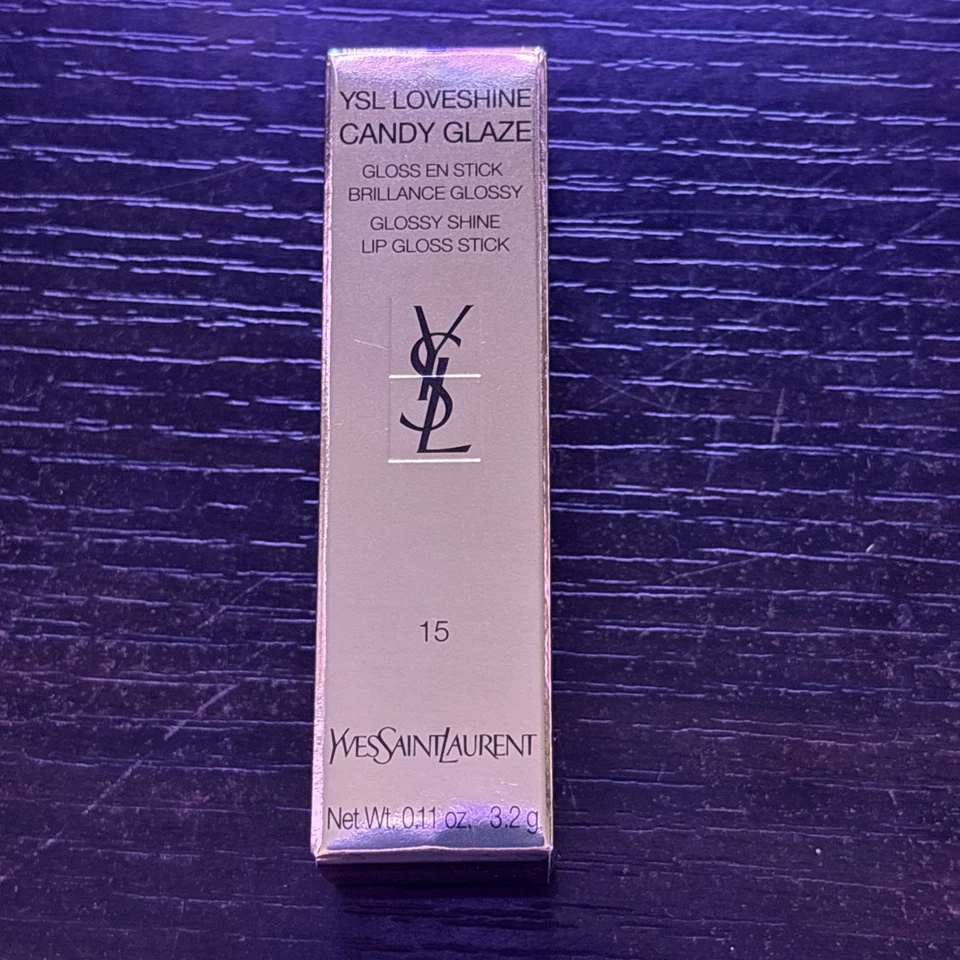 YSL LOVESHINE
CANDY GLAZE
GLOSS EN STICK
BRILLANCE GLOSSY
GLOSSY SHINE
LIP GLOSS STICK
YSL
15
YVESSAINTLAURENT
Net Wt. 0.11 oz. 3.2 g